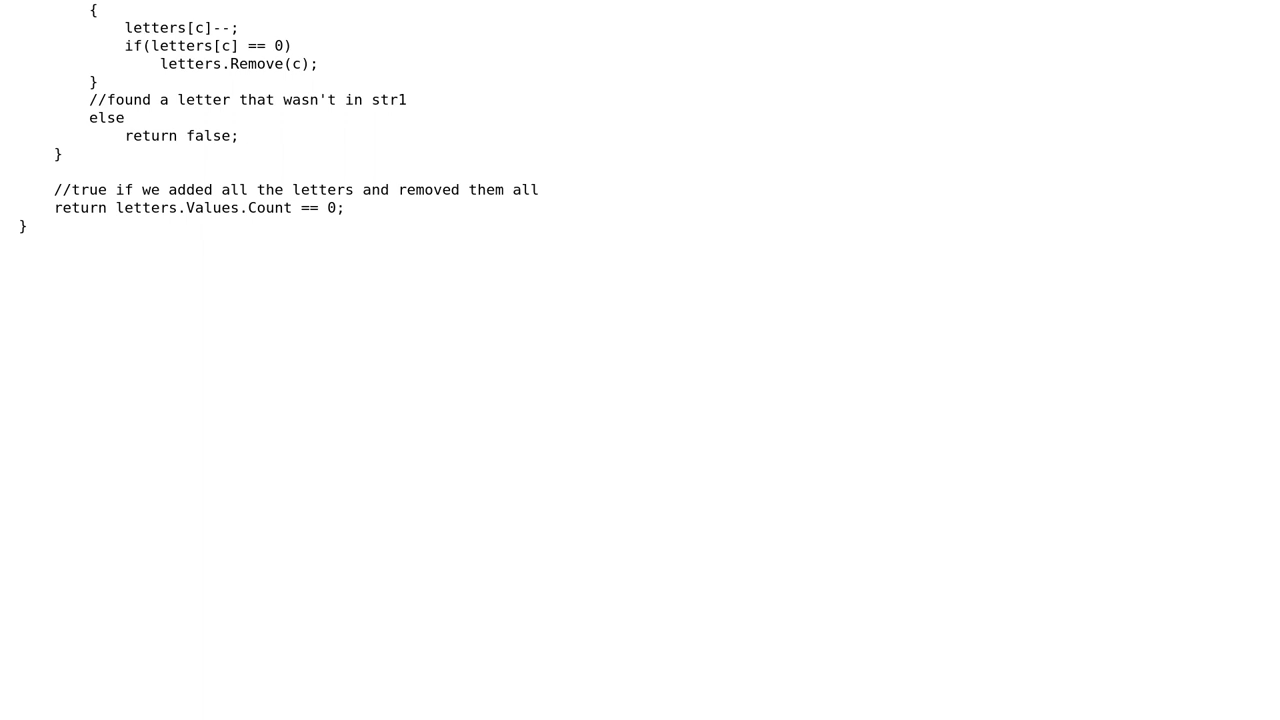 {
letters[c]--;
if(letters[c] == 0)
letters.Remove(c);
}
//found a letter that wasn't in str1
else
return false;
}
//true if we added all the letters and removed them all
return letters.Values.Count == 0;
}